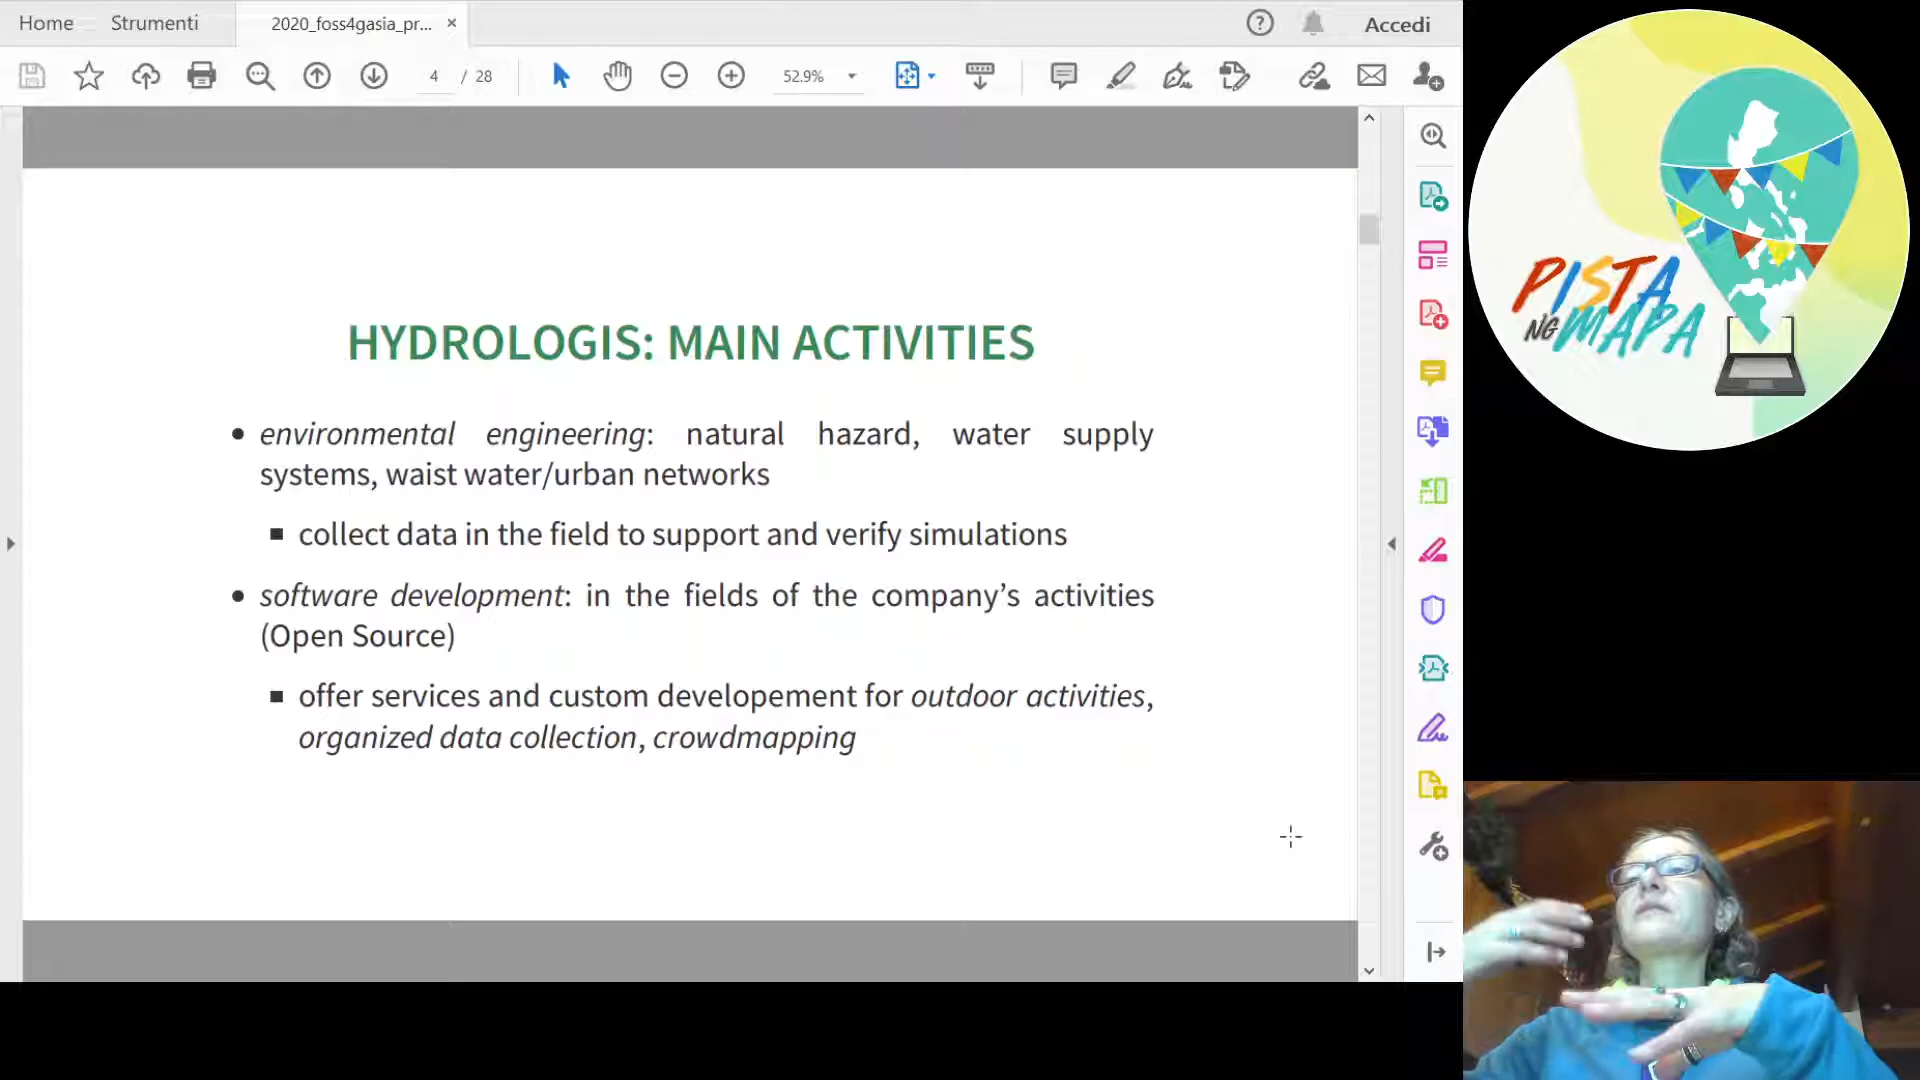 Home
Strumenti
2020_foss4gasia_pr...
Accedi
4 / 28
52.9%
HYDROLOGIS: MAIN ACTIVITIES
environmental engineering: natural hazard, water supply
systems, waist water/urban networks
collect data in the field to support and verify simulations
software development: in the fields of the company's activities
(Open Source)
offer services and custom developement for outdoor activities,
organized data collection, crowdmapping
PISTA
NG MAPA